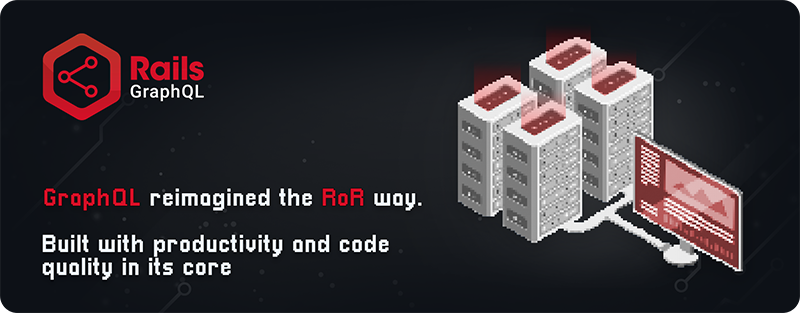 Rails
GraphQL
GraphQL reimagined the RoR way.
Built with productivity and code
quality in its core